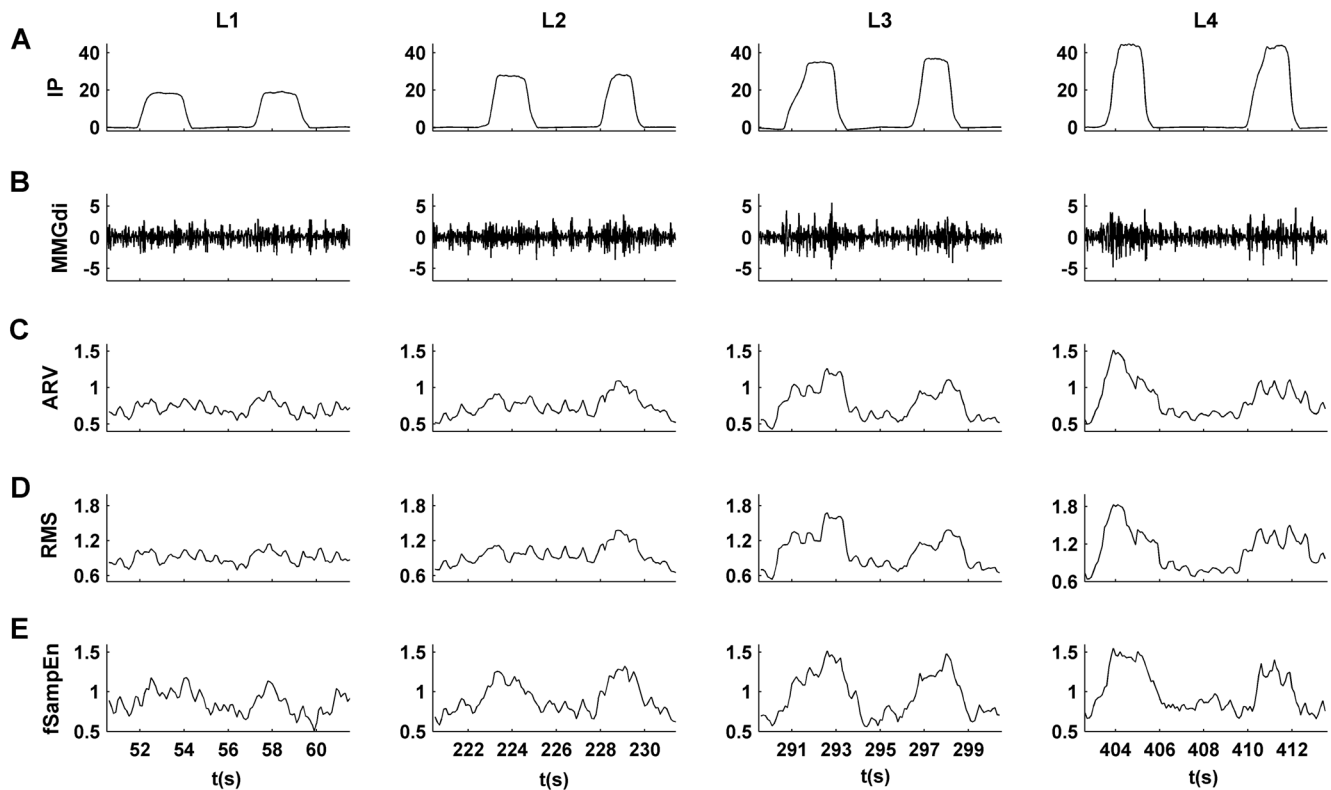 L1 L2 L3 L4
A
IP
40 40 40 40
20 20 20 20
0 0 0 0
B
MMGdi
5 5 5 5
0 0 0 0
-5 -5 -5 -5
C
ARV
1.5 1.5 1.5 1.5
1 1 1 1
0.5 0.5 0.5 0.5
D
RMS
1.8 1.8 1.8 1.8
1.2 1.2 1.2 1.2
0.6 0.6 0.6 0.6
E
fSampEn
1.5 1.5 1.5 1.5
1 1 1 1
0.5 0.5 0.5 0.5
52 54 56 58 60 222 224 226 228 230 291 293 295 297 299 404 406 408 410 412
t(s) t(s) t(s) t(s)